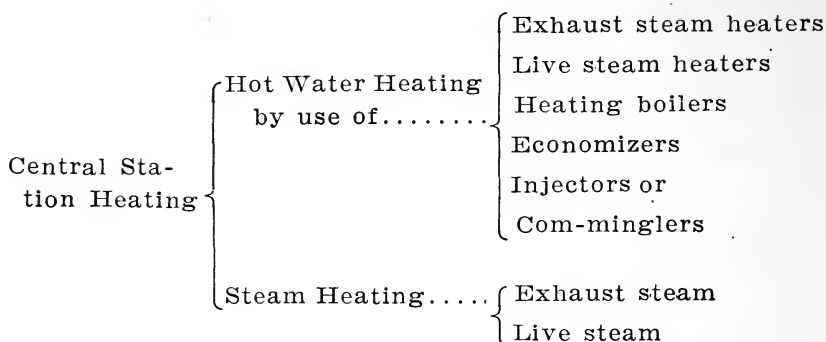 Exhaust steam heaters
Hot Water Heating
Live steam heaters
by use of........
Heating boilers
Economizers
Central Sta-
tion Heating
Injectors or
Com-minglers
Steam Heating.....
Exhaust steam
Live steam